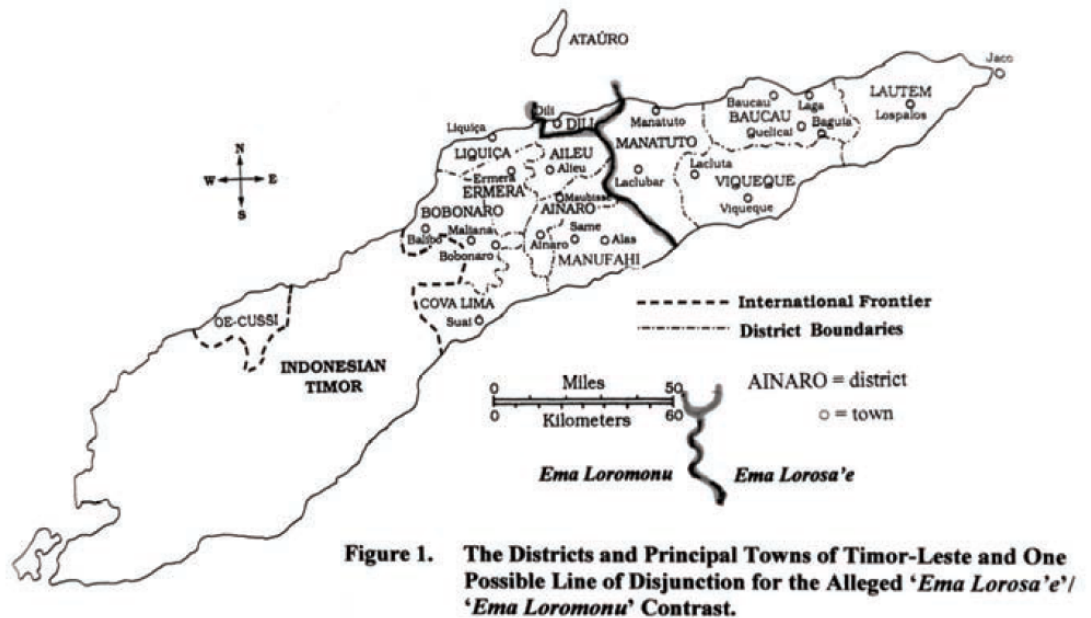 ATAÚRO
Jaco
Dili
DILI
Baucau
Laga
LAUTEM
Lospalos
Manatuto
BAUCAU
Baguia
Quelicai
Liquiça
MANATUTO
LIQUIÇA
AILEU
Alieu
Ermera
ERMERA
Laclubar
Lacluta
VIQUEQUE
Viqueque
Maubisse
AINARO
BOBONARO
Balibo
Maliana
Bobonaro
Same
Ainaro
Alas
MANUFAHI
N
W E
S
COVA LIMA
Suai
OE-CUSSI
INDONESIAN
TIMOR
International Frontier
District Boundaries
0 Miles 50
0 Kilometers 60
AINARO = district
o = town
Ema Loromonu
Ema Lorosa'e
Figure 1. The Districts and Principal Towns of Timor-Leste and One
Possible Line of Disjunction for the Alleged ‘Ema Lorosa'e’/
‘Ema Loromonu’ Contrast.